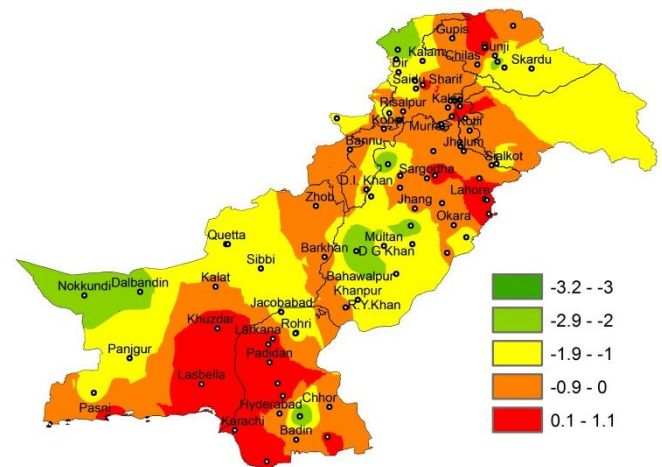 Gupis
Bunji
Kalam
Chilas
Skardu
Dir
Saidu Sharif
Kakul
Risalpur
Kohat
Murree
Kotli
Bannu
Jhalum
Sialkot
Sargodha
D.I. Khan
Lahore
Zhob
Jhang
Okara
Quetta
Multan
Barkhan
D G Khan
Sibbi
Nokkundi
Dalbandin
Kalat
Bahawalpur
Khanpur
Jacobabad
R.Y.Khan
Khuzdar
Rohri
Larkana
Panjgur
Padidan
Lasbella
Pasni
Hyderabad
Chhor
Karachi
Badin
-3.2 - -3
-2.9 - -2
-1.9 - -1
-0.9 - 0
0.1 - 1.1